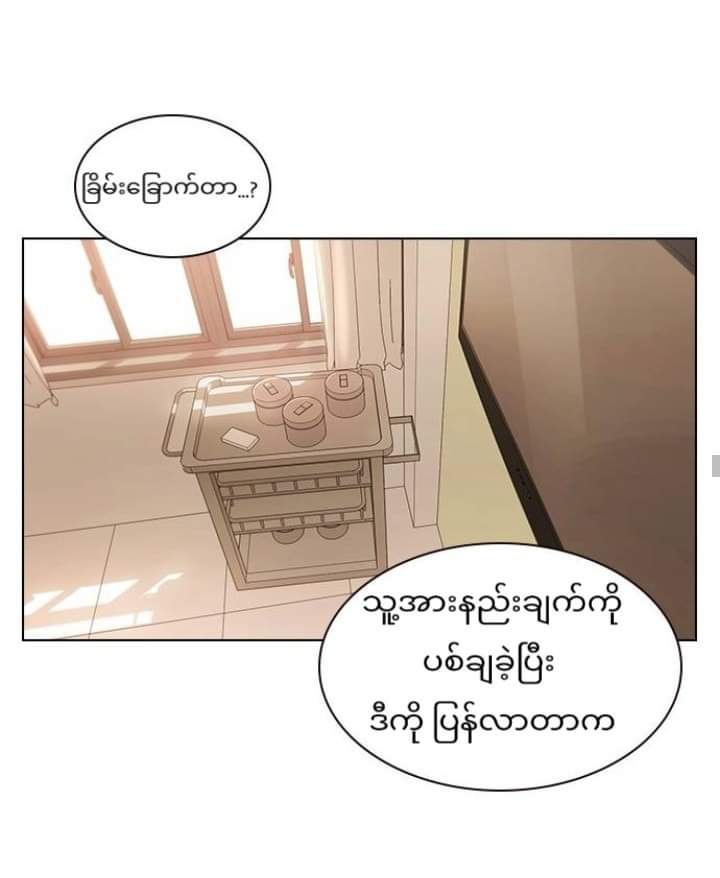 ခြိမ်းခြောက်တာ...?
သူ့အားနည်းချက်ကို
ပစ်ချခဲ့ပြီး
ဒီကို ပြန်လာတာက